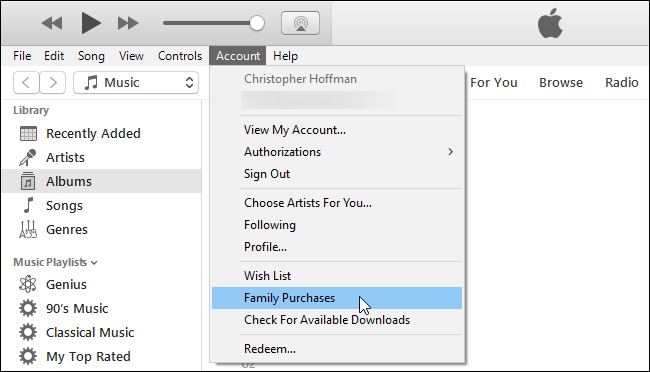 File Edit Song View Controls Account Help
Music
For You Browse Radio
Library
Recently Added
Artists
Albums
Songs
Genres
Music Playlists
Genius
90's Music
Classical Music
My Top Rated
Christopher Hoffman
View My Account...
Authorizations
Sign Out
Choose Artists For You...
Following
Profile...
Wish List
Family Purchases
Check For Available Downloads
Redeem...